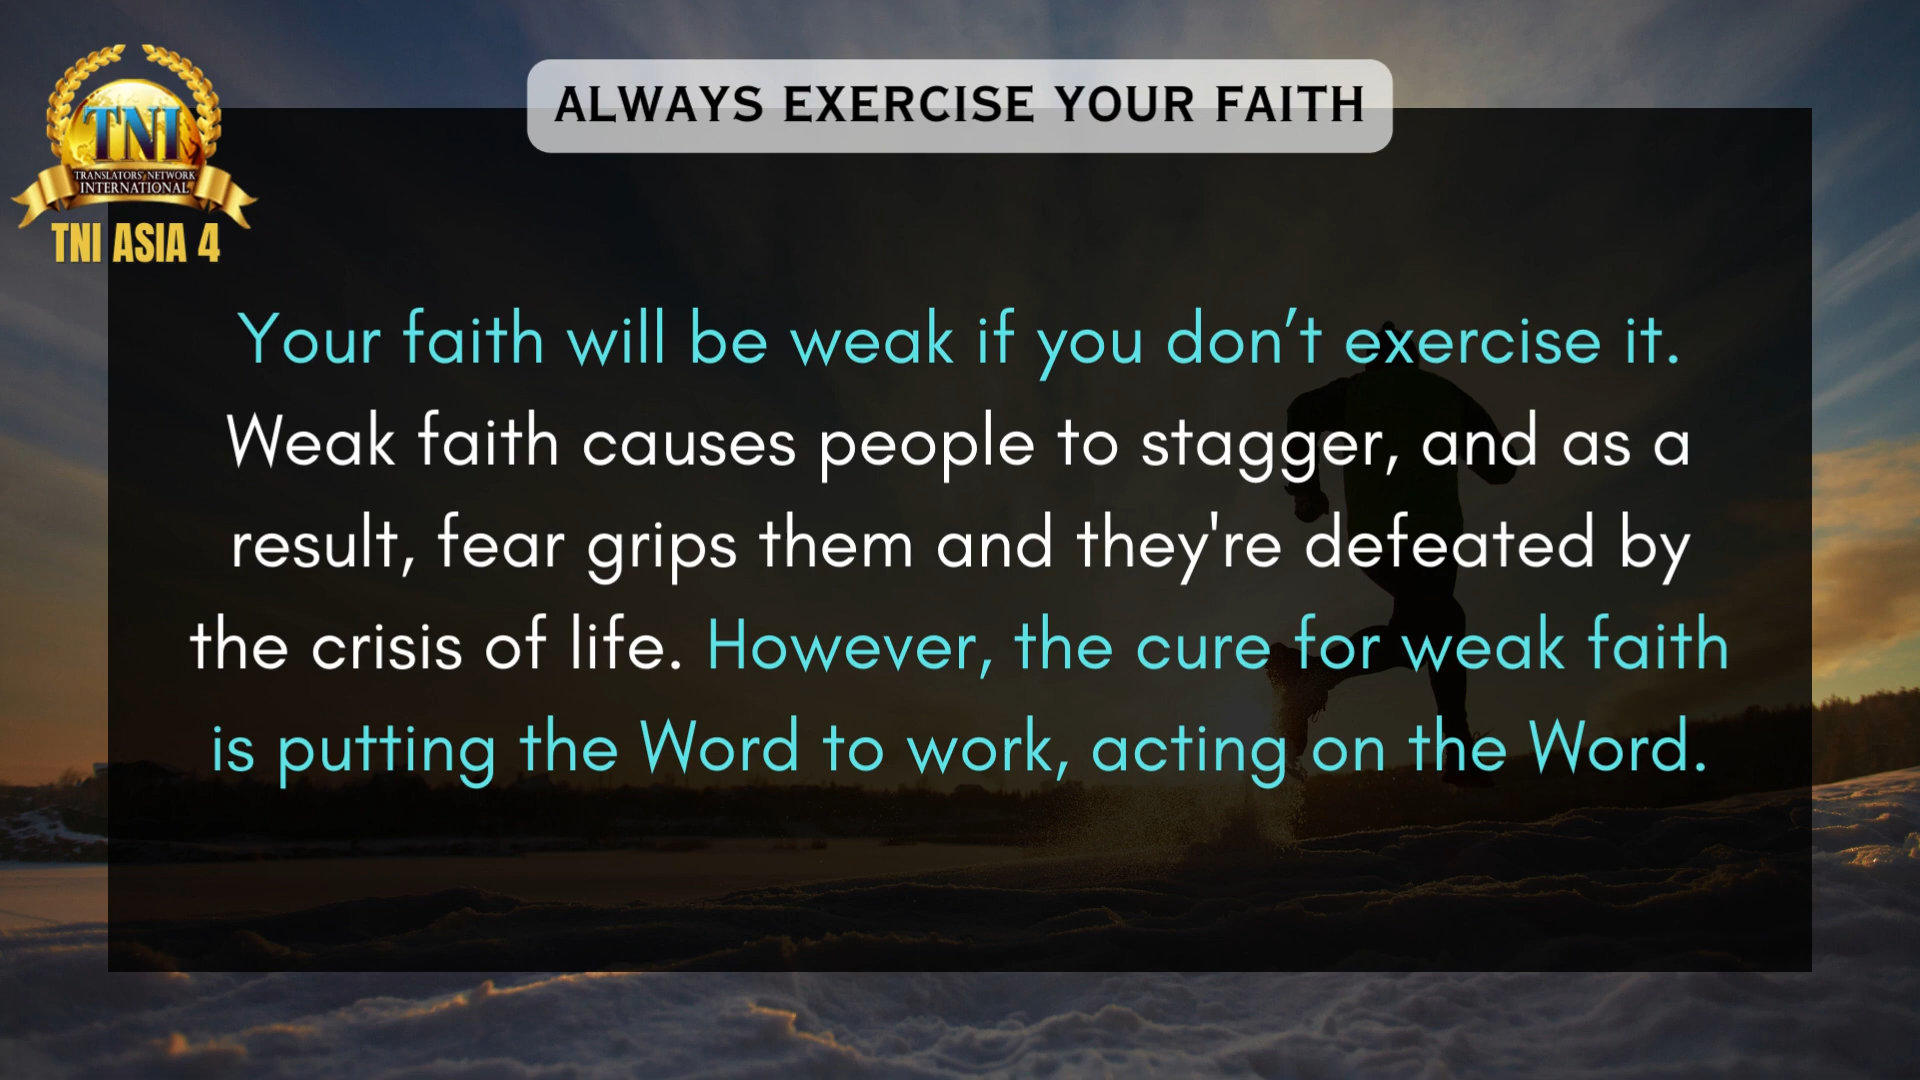 ALWAYS EXERCISE YOUR FAITH
TNI
TRANSLATORS' NETWORK
INTERNATIONAL
TNI ASIA 4
Your faith will be weak if you don’t exercise it.
Weak faith causes people to stagger, and as a
result, fear grips them and they're defeated by
the crisis of life. However, the cure for weak faith
is putting the Word to work, acting on the Word.